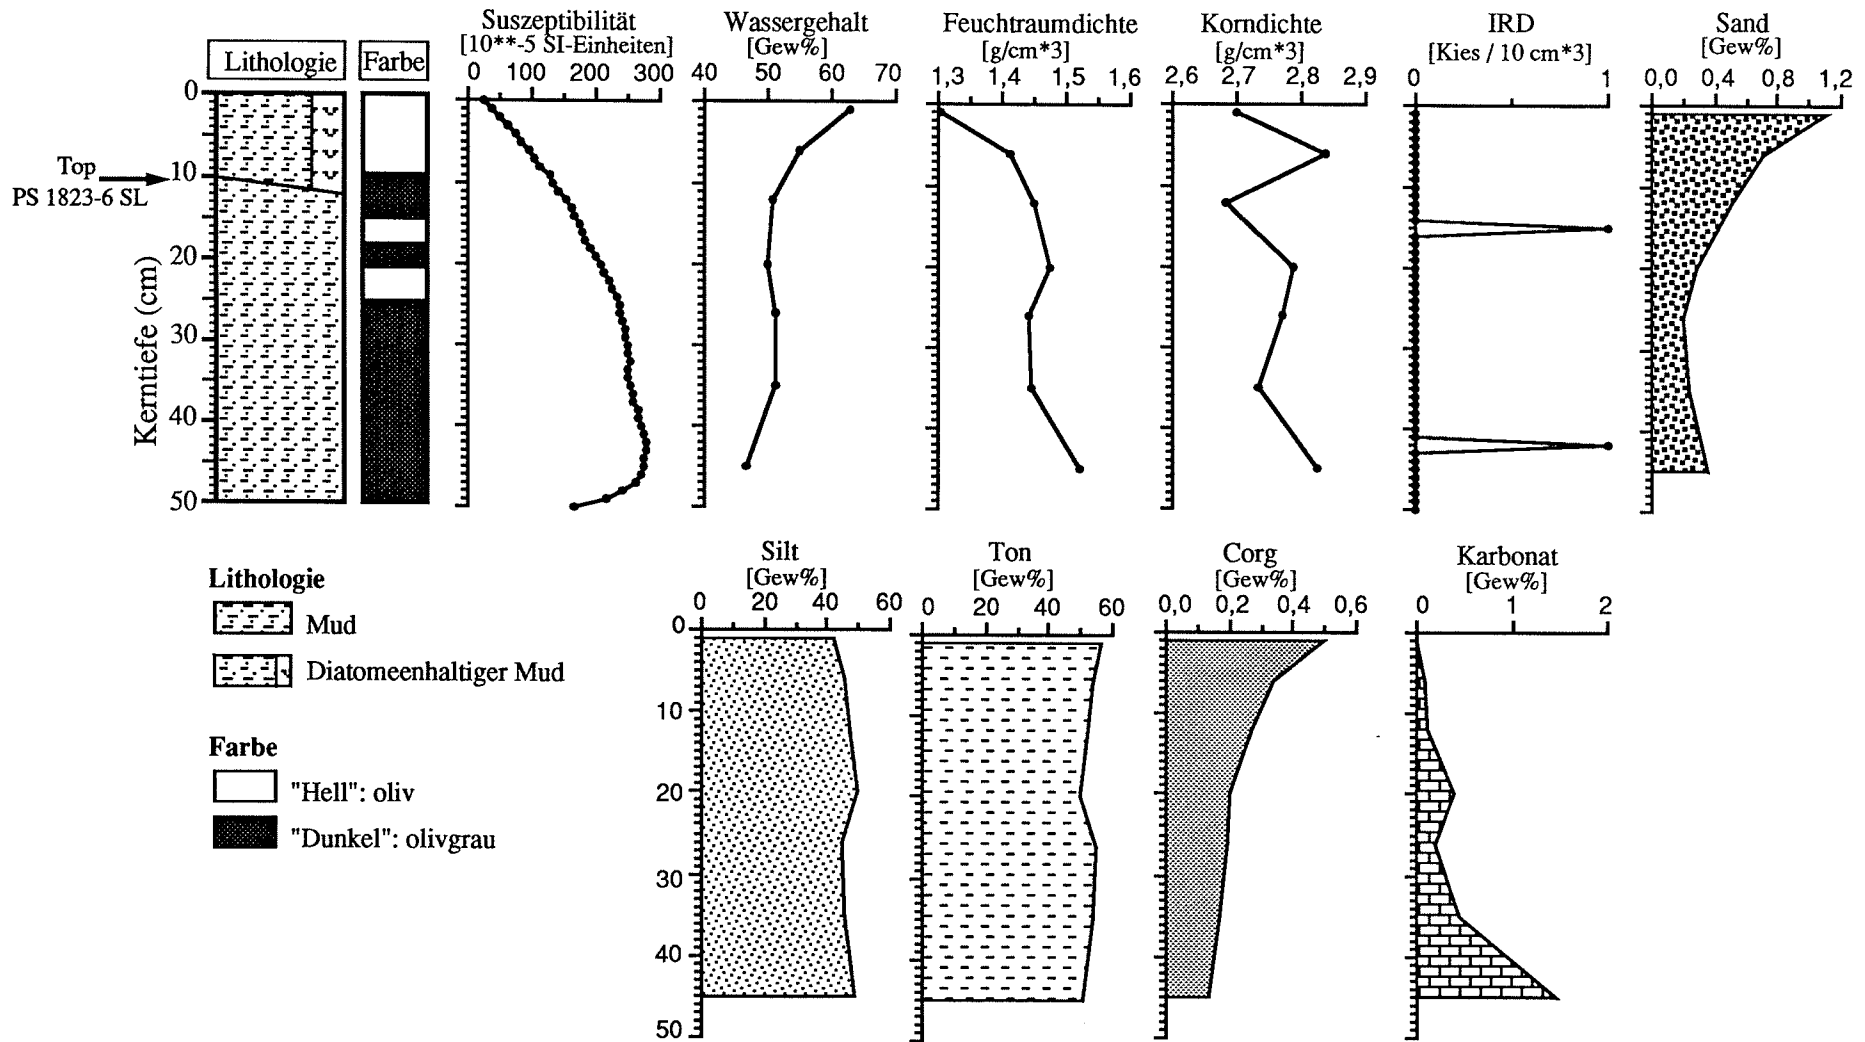 Lithologie
Farbe
Suszeptibilität
[10**-5 SI-Einheiten]
0 100 200 300
Wassergehalt
[Gew%]
40 50 60 70
Feuchtraumdichte
[g/cm*3]
1,3 1,4 1,5 1,6
Korndichte
[g/cm*3]
2,6 2,7 2,8 2,9
IRD
[Kies / 10 cm*3]
0 1
Sand
[Gew%]
0,0 0,4 0,8 1,2
Kerntiefe (cm)
0
10
20
30
40
50
Top
PS 1823-6 SL
Lithologie
Mud
Diatomeenhaltiger Mud
Farbe
"Hell": oliv
"Dunkel": olivgrau
Silt
[Gew%]
0 20 40 60
0
10
20
30
40
50
Ton
[Gew%]
0 20 40 60
Corg
[Gew%]
0,0 0,2 0,4 0,6
Karbonat
[Gew%]
0 1 2